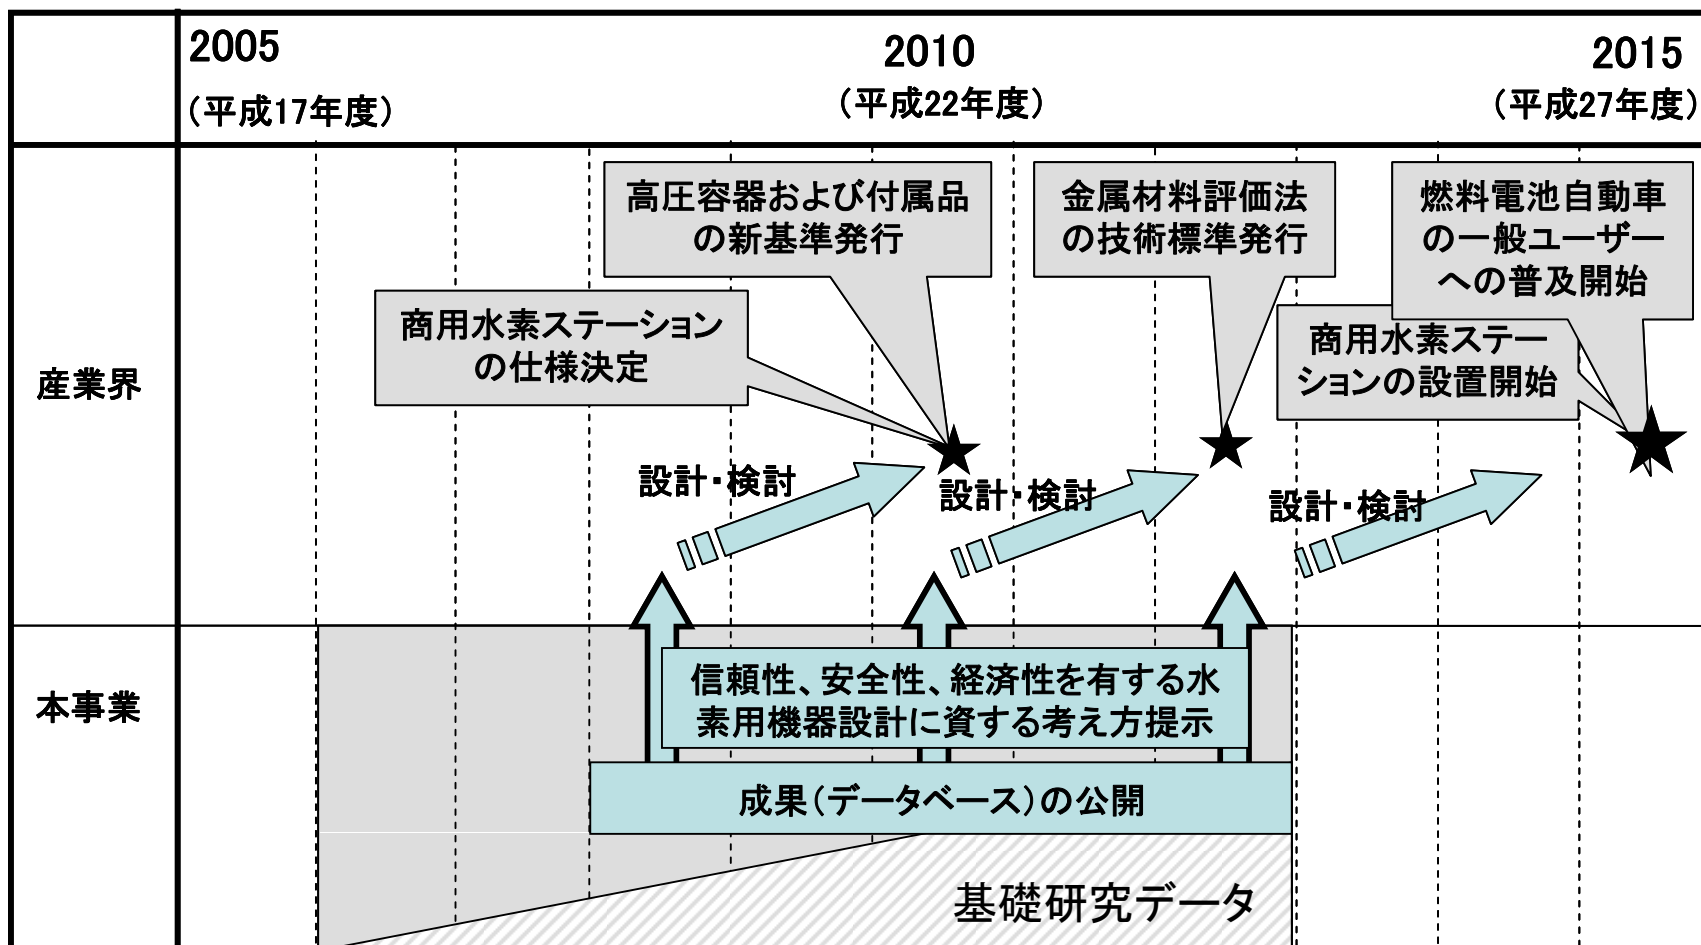 2005
(平成17年度)
2010
(平成22年度)
2015
(平成27年度)
産業界
高圧容器および付属品
の新基準発行
金属材料評価法
の技術標準発行
燃料電池自動車
の一般ユーザー
への普及開始
商用水素ステーション
の仕様決定
商用水素ステー
ションの設置開始
設計・検討
設計・検討
設計・検討
本事業
信頼性、安全性、経済性を有する水
素用機器設計に資する考え方提示
成果(データベース)の公開
基礎研究データ